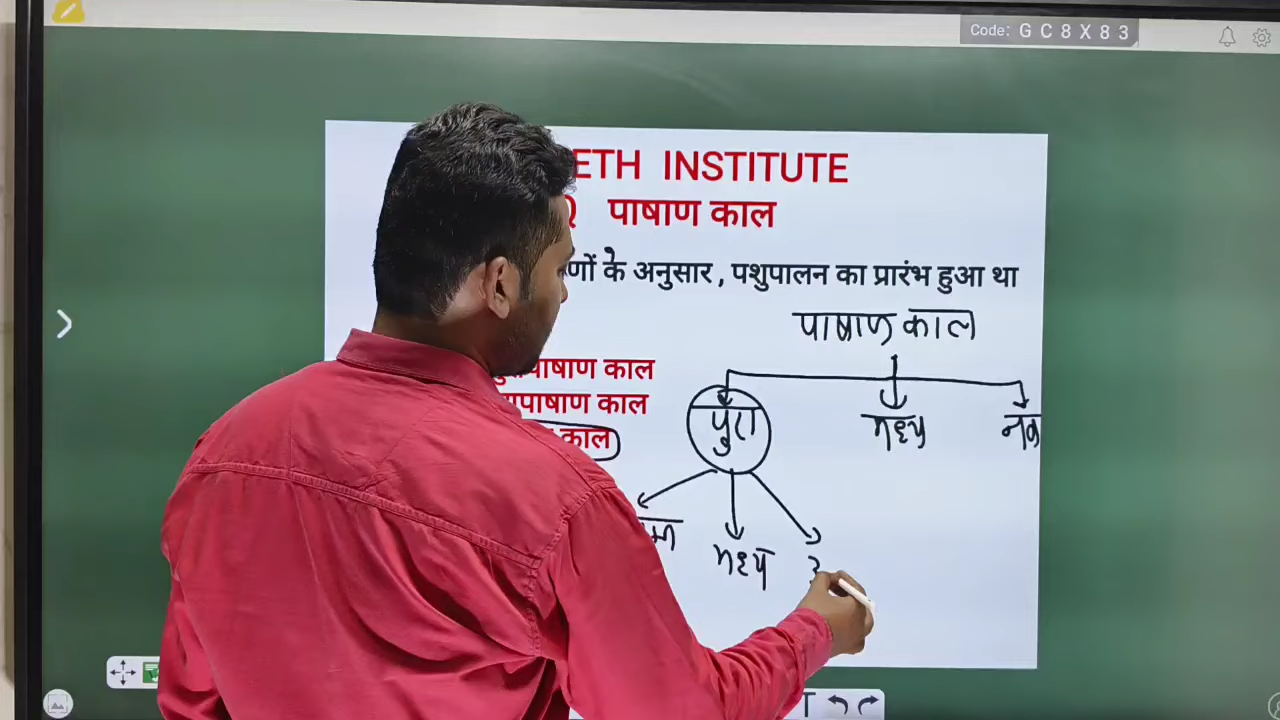 Code: G C 8 X 8 3
ETH INSTITUTE
पाषाण काल
के अनुसार , पशुपालन का प्रारंभ हुआ था
पाषाण काल
पाषाण काल
पाषाण काल
काल
पुरा
मध्य
नव
मध्य